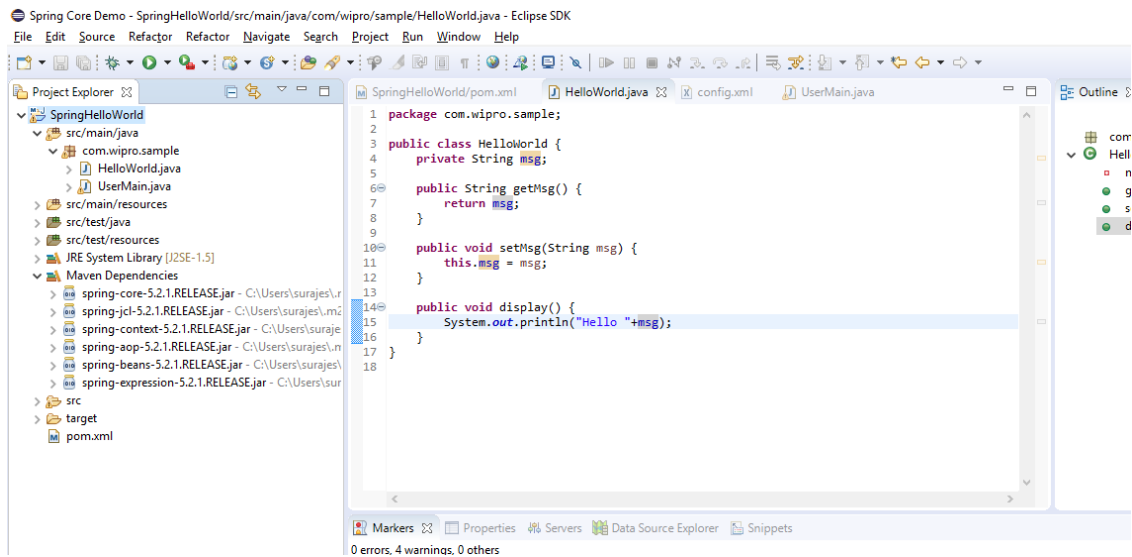 Spring Core Demo - SpringHelloWorld/src/main/java/com/wipro/sample/HelloWorld.java - Eclipse SDK
File Edit Source Refactor Refactor Navigate Search Project Run Window Help
Project Explorer
SpringHelloWorld
src/main/java
com.wipro.sample
HelloWorld.java
UserMain.java
src/main/resources
src/test/java
src/test/resources
JRE System Library [J2SE-1.5]
Maven Dependencies
spring-core-5.2.1.RELEASE.jar - C:\Users\surajes\.r
spring-jcl-5.2.1.RELEASE.jar - C:\Users\surajes\.m2
spring-context-5.2.1.RELEASE.jar - C:\Users\suraje
spring-aop-5.2.1.RELEASE.jar - C:\Users\surajes\.m
spring-beans-5.2.1.RELEASE.jar - C:\Users\surajes\
spring-expression-5.2.1.RELEASE.jar - C:\Users\sur
src
target
pom.xml
SpringHelloWorld/pom.xml HelloWorld.java config.xml UserMain.java
1 package com.wipro.sample;
2
3 public class HelloWorld {
4 private String msg;
5
6 public String getMsg() {
7 return msg;
8 }
9
10 public void setMsg(String msg) {
11 this.msg = msg;
12 }
13
14 public void display() {
15 System.out.println("Hello "+msg);
16 }
17 }
18
Outline
com
Hell
g
s
d
Markers Properties Servers Data Source Explorer Snippets
0 errors, 4 warnings, 0 others